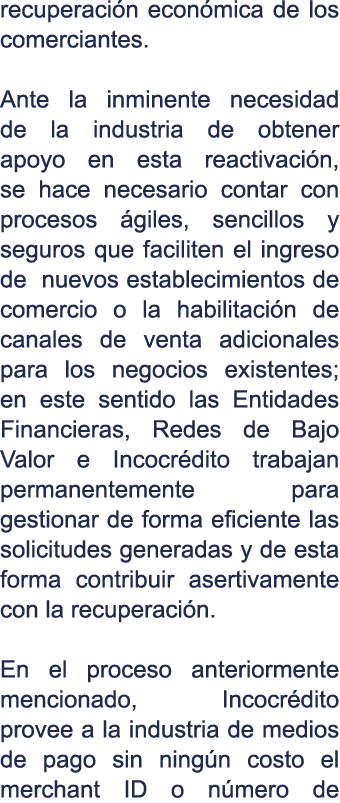 recuperación económica de los
comerciantes.
Ante la inminente necesidad
de la industria de obtener
apoyo en esta reactivación,
se hace necesario contar con
procesos ágiles, sencillos y
seguros que faciliten el ingreso
de  nuevos establecimientos de
comercio o la habilitación de
canales de venta adicionales
para los negocios existentes;
en este sentido las Entidades
Financieras, Redes de Bajo
Valor e Incocrédito trabajan
permanentemente para
gestionar de forma eficiente las
solicitudes generadas y de esta
forma contribuir asertivamente
con la recuperación.
En el proceso anteriormente
mencionado, Incocrédito
provee a la industria de medios
de pago sin ningún costo el
merchant ID o número de